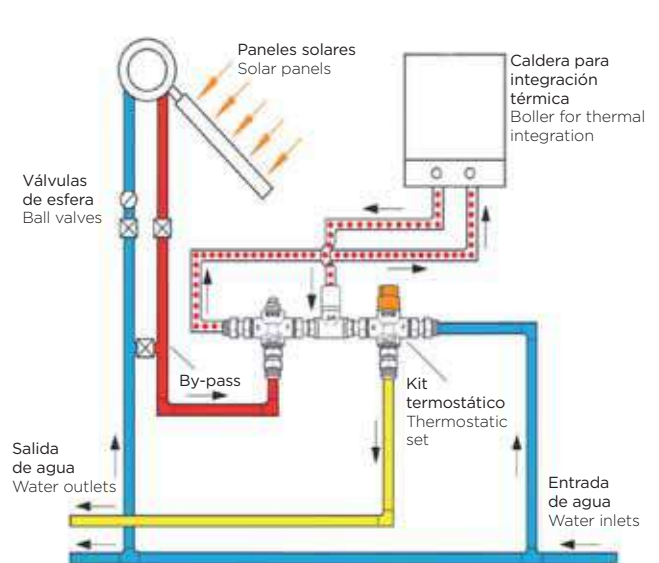 Paneles solares
Solar panels
Caldera para
integración
térmica
Boller for thermal
integration
Válvulas
de esfera
Ball valves
By-pass
Kit
termostático
Thermostatic
set
Salida
de agua
Water outlets
Entrada
de agua
Water inlets